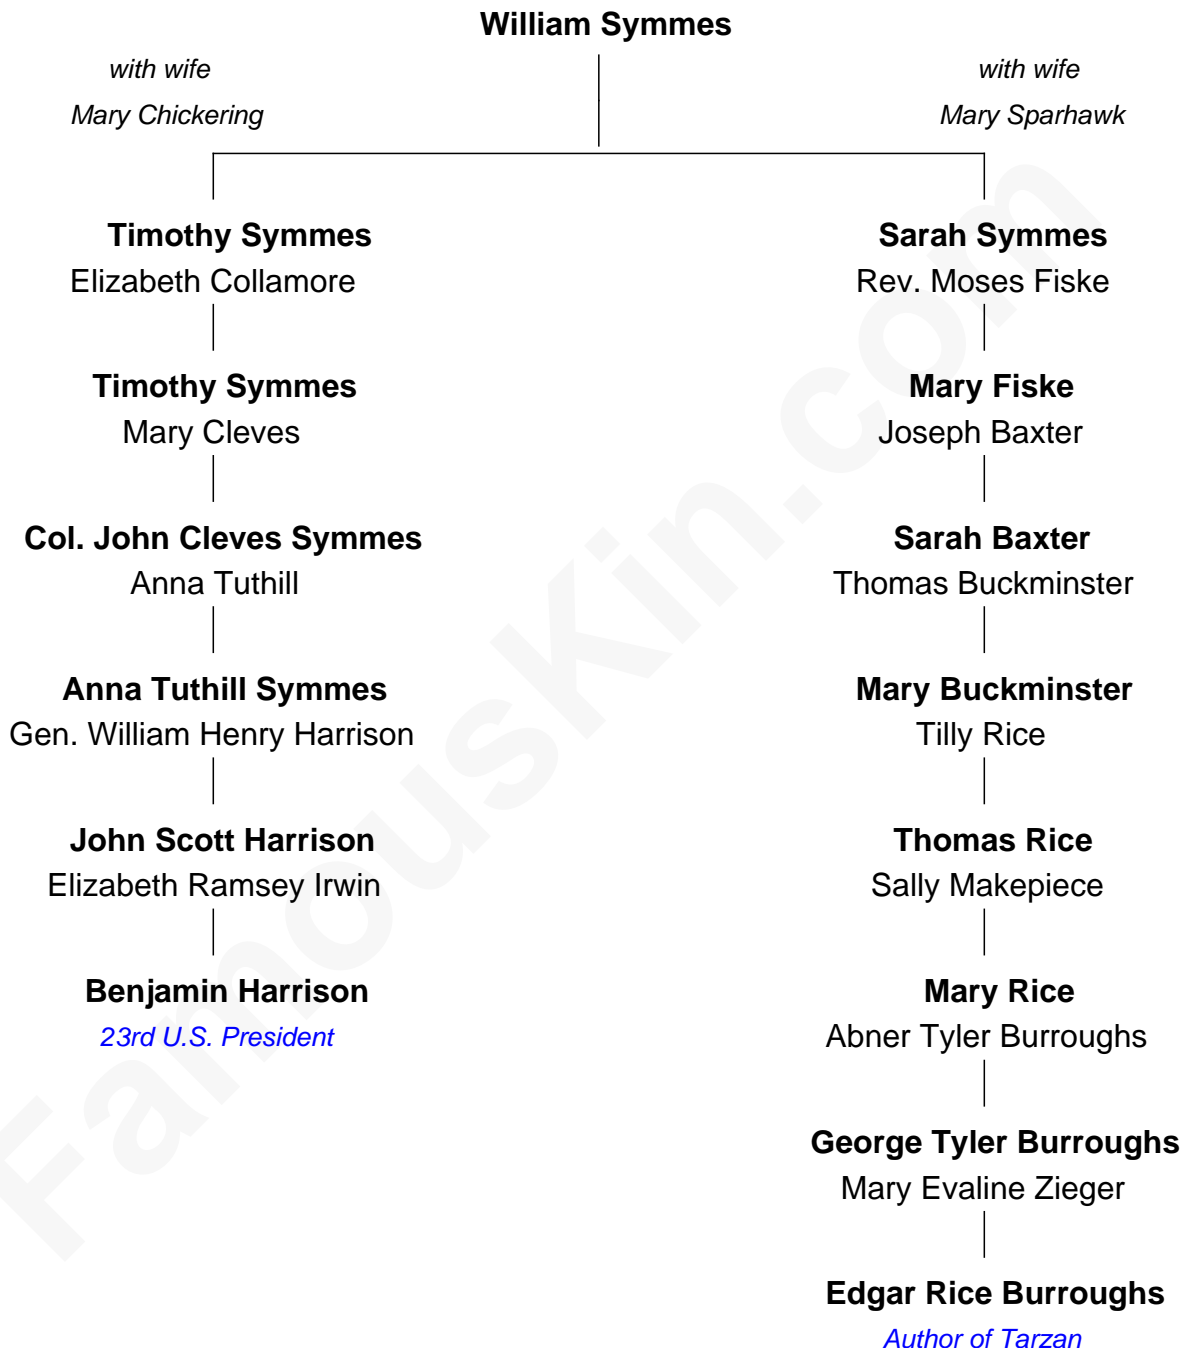 William Symmes
with wife
Mary Chickering
with wife
Mary Sparhawk
Timothy Symmes
Elizabeth Collamore
Sarah Symmes
Rev. Moses Fiske
Timothy Symmes
Mary Cleves
Mary Fiske
Joseph Baxter
Col. John Cleves Symmes
Anna Tuthill
Sarah Baxter
Thomas Buckminster
Anna Tuthill Symmes
Gen. William Henry Harrison
Mary Buckminster
Tilly Rice
John Scott Harrison
Elizabeth Ramsey Irwin
Thomas Rice
Sally Makepiece
Benjamin Harrison
23rd U.S. President
Mary Rice
Abner Tyler Burroughs
George Tyler Burroughs
Mary Evaline Zieger
Edgar Rice Burroughs
Author of Tarzan
FamousKin.com